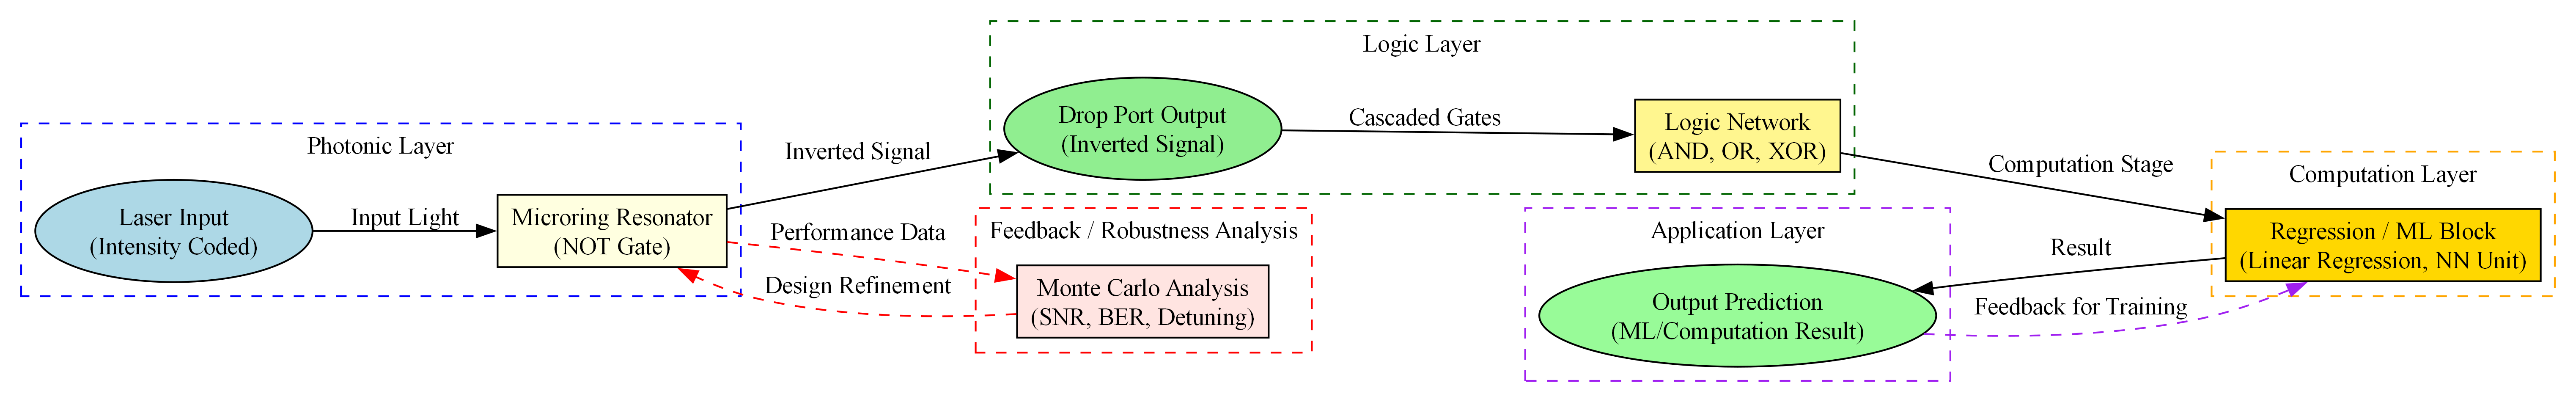 Photonic Layer
Laser Input
(Intensity Coded)
Input Light
Microring Resonator
(NOT Gate)
Inverted Signal
Performance Data
Design Refinement
Logic Layer
Drop Port Output
(Inverted Signal)
Cascaded Gates
Logic Network
(AND, OR, XOR)
Feedback / Robustness Analysis
Monte Carlo Analysis
(SNR, BER, Detuning)
Computation Stage
Computation Layer
Regression / ML Block
(Linear Regression, NN Unit)
Result
Feedback for Training
Application Layer
Output Prediction
(ML/Computation Result)